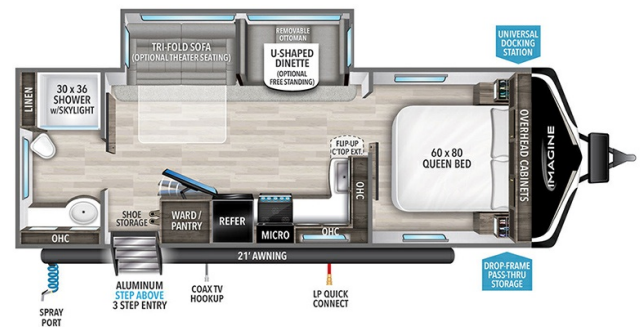 UNIVERSAL
DOCKING
STATION
REMOVABLE
OTTOMAN
TRI-FOLD SOFA
(OPTIONAL THEATER SEATING)
U-SHAPED
DINETTE
(OPTIONAL
FREE STANDING)
LINEN
30 x 36
SHOWER
w/SKYLIGHT
FLIP-UP
C'TOP EXT.
60 x 80
QUEEN BED
OVERHEAD CABINETS
IMAGINE
OHC
SHOE
STORAGE
WARD /
PANTRY
REFER
MICRO
OHC
OHC
21' AWNING
SPRAY
PORT
ALUMINUM
STEP ABOVE
3 STEP ENTRY
COAX TV
HOOKUP
LP QUICK
CONNECT
DROP-FRAME
PASS-THRU
STORAGE